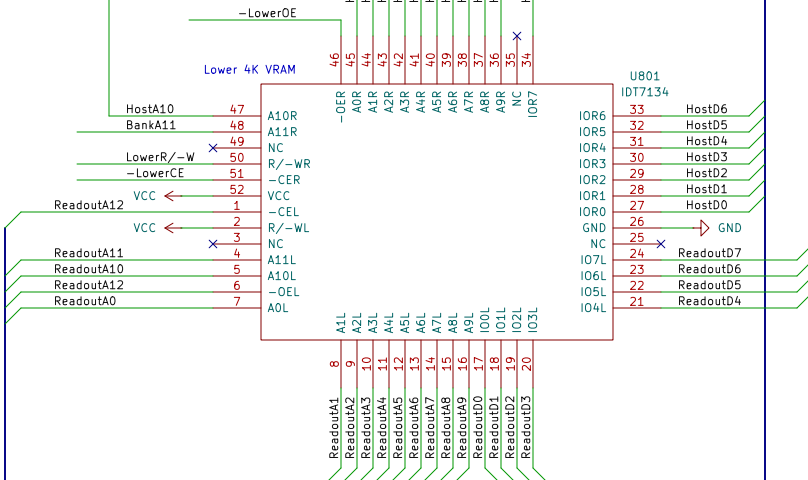 -LowerOE
46 45 44 43 42 41 40 39 38 37 36 35 34
Lower 4K VRAM
U801
IDT7134
-OER A0R A1R A2R A3R A4R A5R A6R A7R A8R A9R NC IOR7
HostA10 47 A10R
BankA11 48 A11R
49 NC
LowerR/-W 50 R/-WR
-LowerCE 51 -CER
VCC 52 VCC
ReadoutA12 1 -CEL
VCC 2 R/-WL
3 NC
ReadoutA11 4 A11L
ReadoutA10 5 A10L
ReadoutA12 6 -OEL
ReadoutA0 7 A0L
IOR6 33 HostD6
IOR5 32 HostD5
IOR4 31 HostD4
IOR3 30 HostD3
IOR2 29 HostD2
IOR1 28 HostD1
IOR0 27 HostD0
GND 26 GND
NC 25
IO7L 24 ReadoutD7
IO6L 23 ReadoutD6
IO5L 22 ReadoutD5
IO4L 21 ReadoutD4
A1L A2L A3L A4L A5L A6L A7L A8L A9L IO0L IO1L IO2L IO3L
8 9 10 11 12 13 14 15 16 17 18 19 20
ReadoutA1
ReadoutA2
ReadoutA3
ReadoutA4
ReadoutA5
ReadoutA6
ReadoutA7
ReadoutA8
ReadoutA9
ReadoutD0
ReadoutD1
ReadoutD2
ReadoutD3